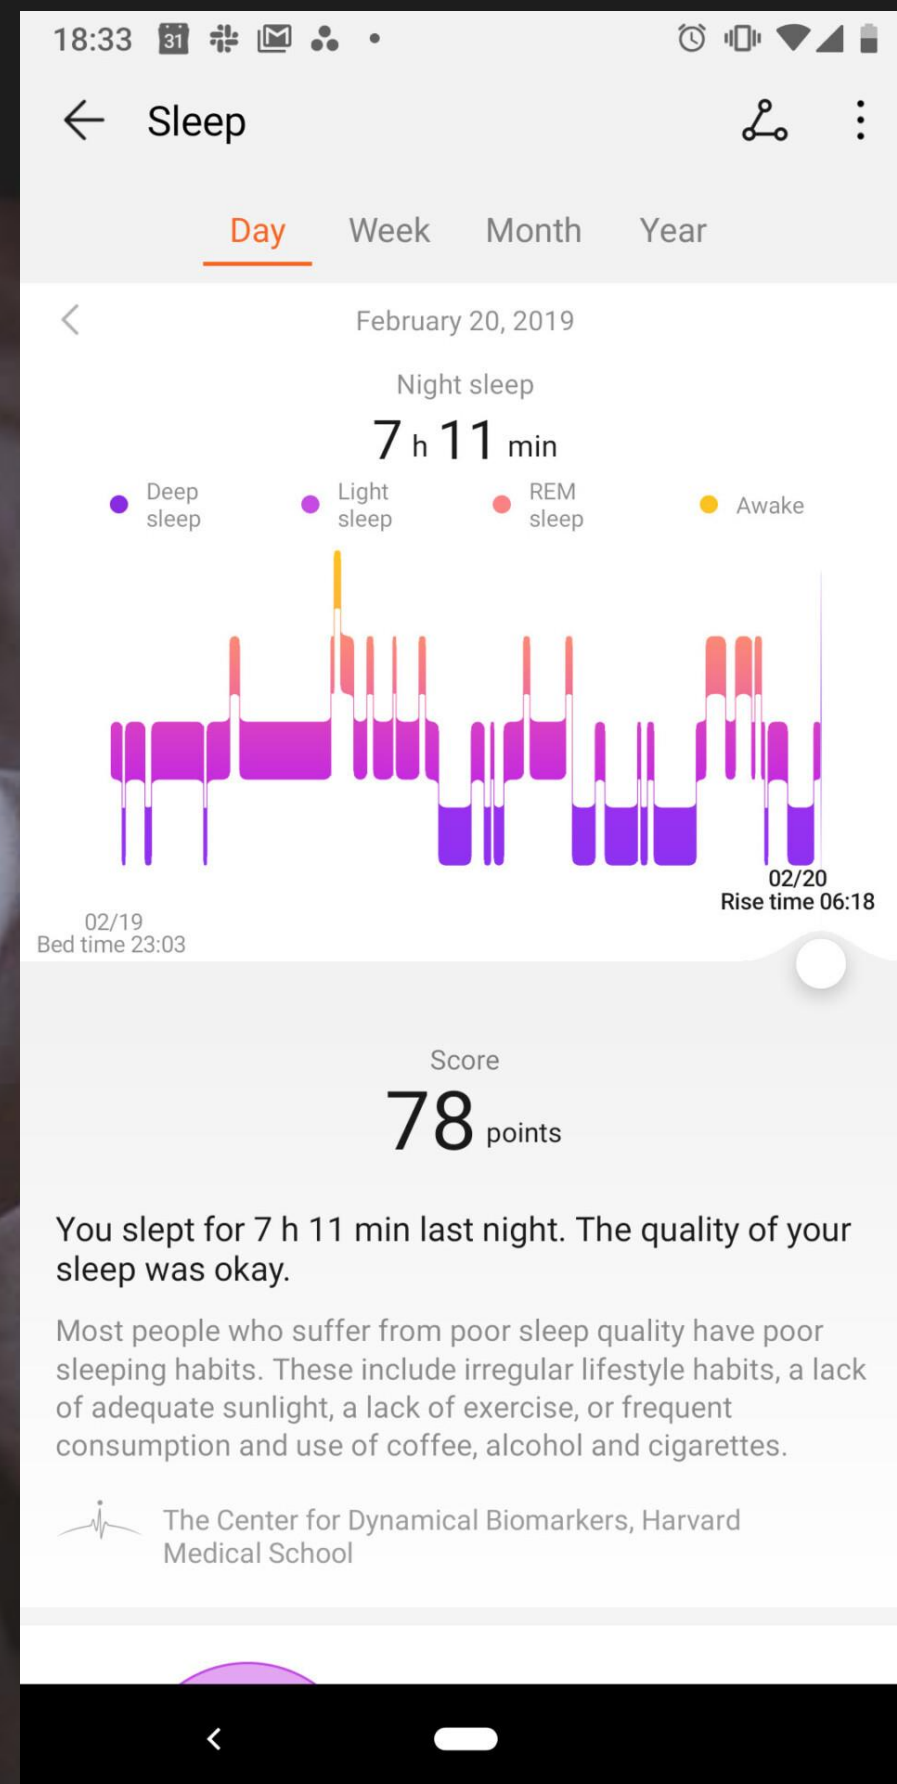 18:33
31
Sleep
Day Week Month Year
February 20, 2019
Night sleep
7 h 11 min
Deep sleep
Light sleep
REM sleep
Awake
02/20
Rise time 06:18
02/19
Bed time 23:03
Score
78 points
You slept for 7 h 11 min last night. The quality of your
sleep was okay.
Most people who suffer from poor sleep quality have poor
sleeping habits. These include irregular lifestyle habits, a lack
of adequate sunlight, a lack of exercise, or frequent
consumption and use of coffee, alcohol and cigarettes.
The Center for Dynamical Biomarkers, Harvard
Medical School